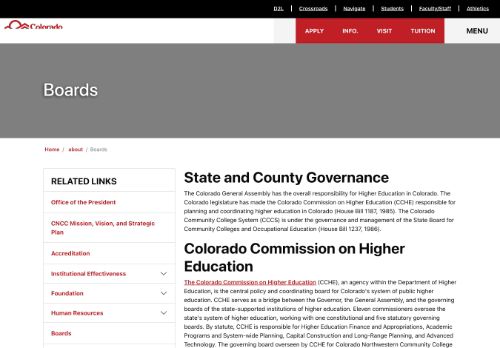 D2L Crossroads Navigate Students Faculty/Staff Athletics
Colorado
APPLY INFO. VISIT TUITION MENU
Boards
Home / about / Boards
RELATED LINKS
Office of the President
CNCC Mission, Vision, and Strategic
Plan
Accreditation
Institutional Effectiveness
Foundation
Human Resources
Boards
State and County Governance
The Colorado General Assembly has the overall responsibility for Higher Education in Colorado. The
Colorado legislature has made the Colorado Commission on Higher Education (CCHE) responsible for
planning and coordinating higher education in Colorado (House Bill 1187, 1985). The Colorado
Community College System (CCCS) is under the governance and management of the State Board for
Community Colleges and Occupational Education (House Bill 1237, 1986).
Colorado Commission on Higher
Education
The Colorado Commission on Higher Education (CCHE), an agency within the Department of Higher
Education, is the central policy and coordinating board for Colorado's system of public higher
education. CCHE serves as a bridge between the Governor, the General Assembly, and the governing
boards of the state-supported institutions of higher education. Eleven commissioners oversee the
state's system of higher education, working with one constitutional and five statutory governing
boards. By statute, CCHE is responsible for Higher Education Finance and Appropriations, Academic
Programs and System-wide Planning, Capital Construction and Long-Range Planning, and Advanced
Technology. The governing board overseen by CCHE for Colorado Northwestern Community College